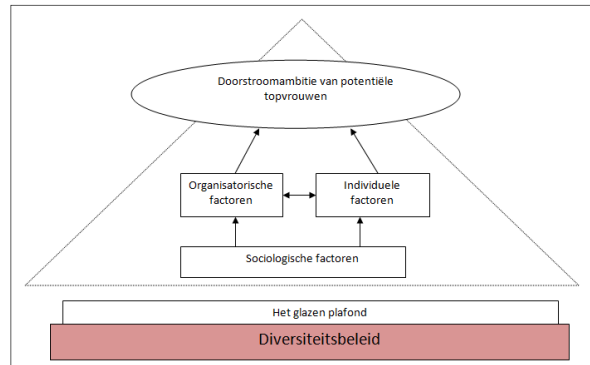 Doorstroomambitie van potentiële
topvrouwen
Organisatorische
factoren
Individuele
factoren
Sociologische factoren
Het glazen plafond
Diversiteitsbeleid